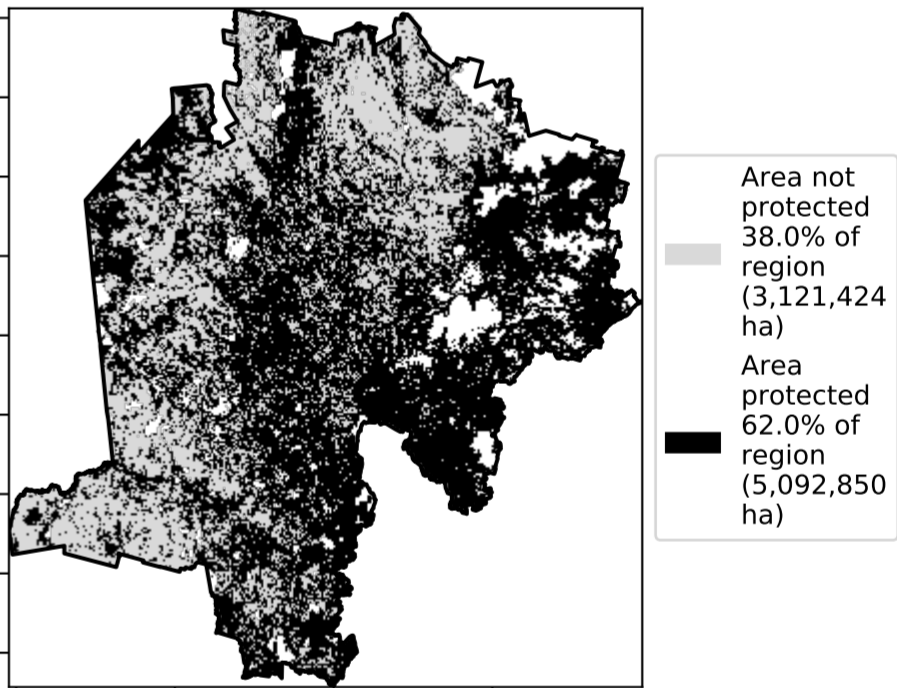 Area not
protected
38.0% of
region
(3,121,424
ha)
Area
protected
62.0% of
region
(5,092,850
ha)